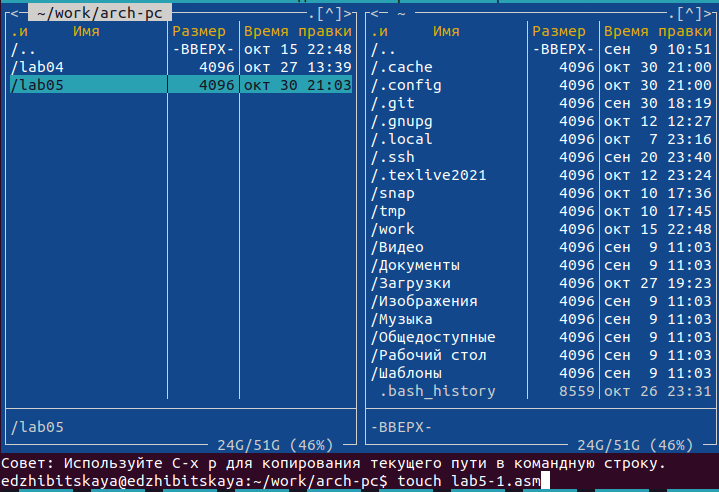 <─ ~/work/arch-pc .[^]>
.и Имя Размер Время правки
/.. -ВВЕРХ- окт 15 22:48
/lab04 4096 окт 27 13:39
/lab05 4096 окт 30 21:03
/lab05
24G/51G (46%)
<─ ~ .[^]>
.и Имя Размер Время правки
/.. -ВВЕРХ- сен 9 10:51
/.cache 4096 окт 30 21:00
/.config 4096 окт 30 21:00
/.git 4096 сен 30 18:19
/.gnupg 4096 окт 12 12:27
/.local 4096 окт 7 23:16
/.ssh 4096 сен 20 23:40
/.texlive2021 4096 окт 12 23:24
/snap 4096 окт 10 17:36
/tmp 4096 окт 10 17:45
/work 4096 окт 15 22:48
/Видео 4096 сен 9 11:03
/Документы 4096 сен 9 11:03
/Загрузки 4096 окт 27 19:23
/Изображения 4096 сен 9 11:03
/Музыка 4096 сен 9 11:03
/Общедоступные 4096 сен 9 11:03
/Рабочий стол 4096 сен 9 11:03
/Шаблоны 4096 сен 9 11:03
.bash_history 8559 окт 26 23:31
-ВВЕРХ-
24G/51G (46%)
Совет: Используйте C-x p для копирования текущего пути в командную строку.
edzhibitskaya@edzhibitskaya:~/work/arch-pc$ touch lab5-1.asm